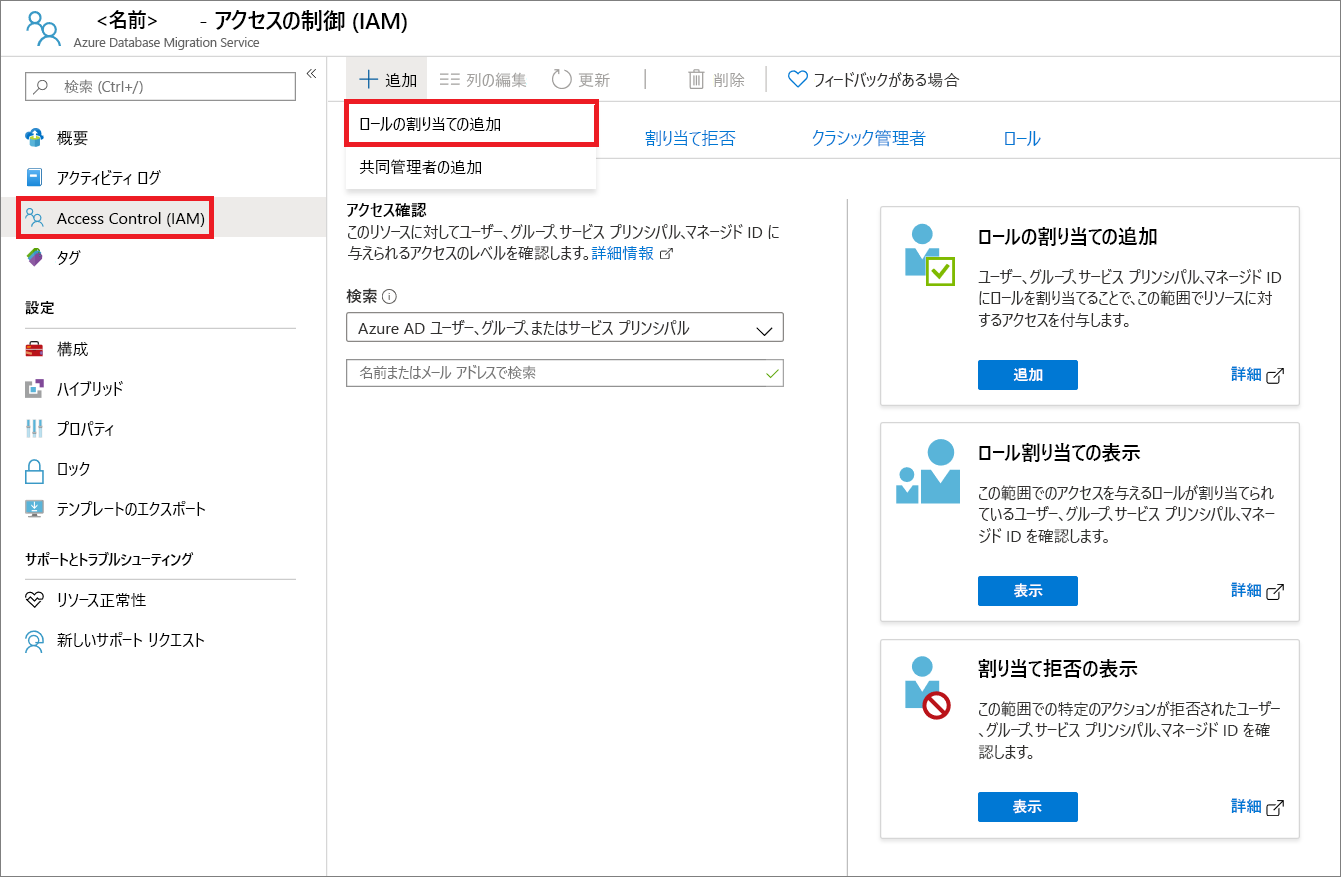 <名前> - アクセスの制御 (IAM)
Azure Database Migration Service
検索 (Ctrl+/)
«
概要
アクティビティ ログ
Access Control (IAM)
タグ
設定
構成
ハイブリッド
プロパティ
ロック
テンプレートのエクスポート
サポートとトラブルシューティング
リソース正常性
新しいサポート リクエスト
追加
列の編集
更新
削除
フィードバックがある場合
ロールの割り当ての追加
共同管理者の追加
割り当て拒否
クラシック管理者
ロール
アクセス確認
このリソースに対してユーザー、グループ、サービス プリンシパル、マネージド ID に
与えられるアクセスのレベルを確認します。詳細情報
検索
Azure AD ユーザー、グループ、またはサービス プリンシパル
名前またはメール アドレスで検索
ロールの割り当ての追加
ユーザー、グループ、サービス プリンシパル、マネージド ID
にロールを割り当てることで、この範囲でリソースに対
するアクセスを付与します。
追加
詳細
ロール割り当ての表示
この範囲でのアクセスを与えるロールが割り当てられ
ているユーザー、グループ、サービス プリンシパル、マネー
ジド ID を確認します。
表示
詳細
割り当て拒否の表示
この範囲での特定のアクションが拒否されたユーザー
、グループ、サービス プリンシパル、マネージド ID を確
認します。
表示
詳細